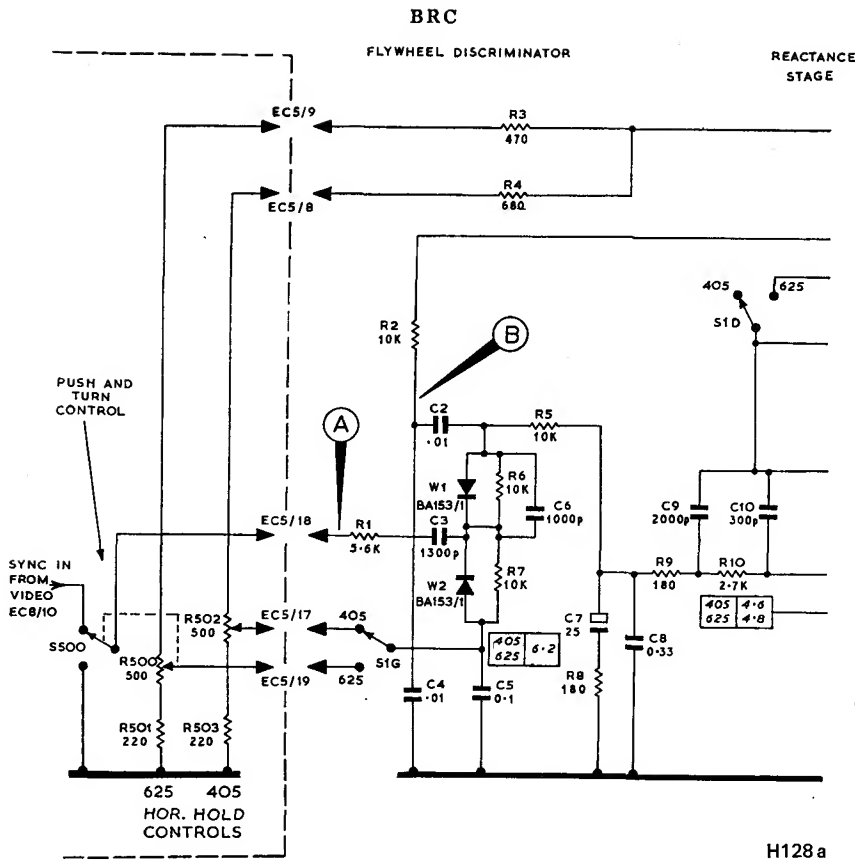 BRC
FLYWHEEL DISCRIMINATOR
REACTANCE
STAGE
EC5/9
R3
470
EC5/8
R4
680
405
625
S1D
R2
10K
B
PUSH AND
TURN
CONTROL
A
C2
.01
R5
10K
W1
BA153/1
R6
10K
C6
1000p
C9
2000p
C10
300p
EC5/18
R1
5.6K
C3
1300p
SYNC IN
FROM
VIDEO
EC8/10
W2
BA153/1
R7
10K
R9
180
R10
2.7K
405 4.6
625 4.8
R502
500
EC5/17
405
S500
R500
500
EC5/19
S1G
625
405
625 6.2
C7
25
C8
0.33
C4
.01
C5
0.1
R8
180
R501
220
R503
220
625 405
HOR. HOLD
CONTROLS
H128a